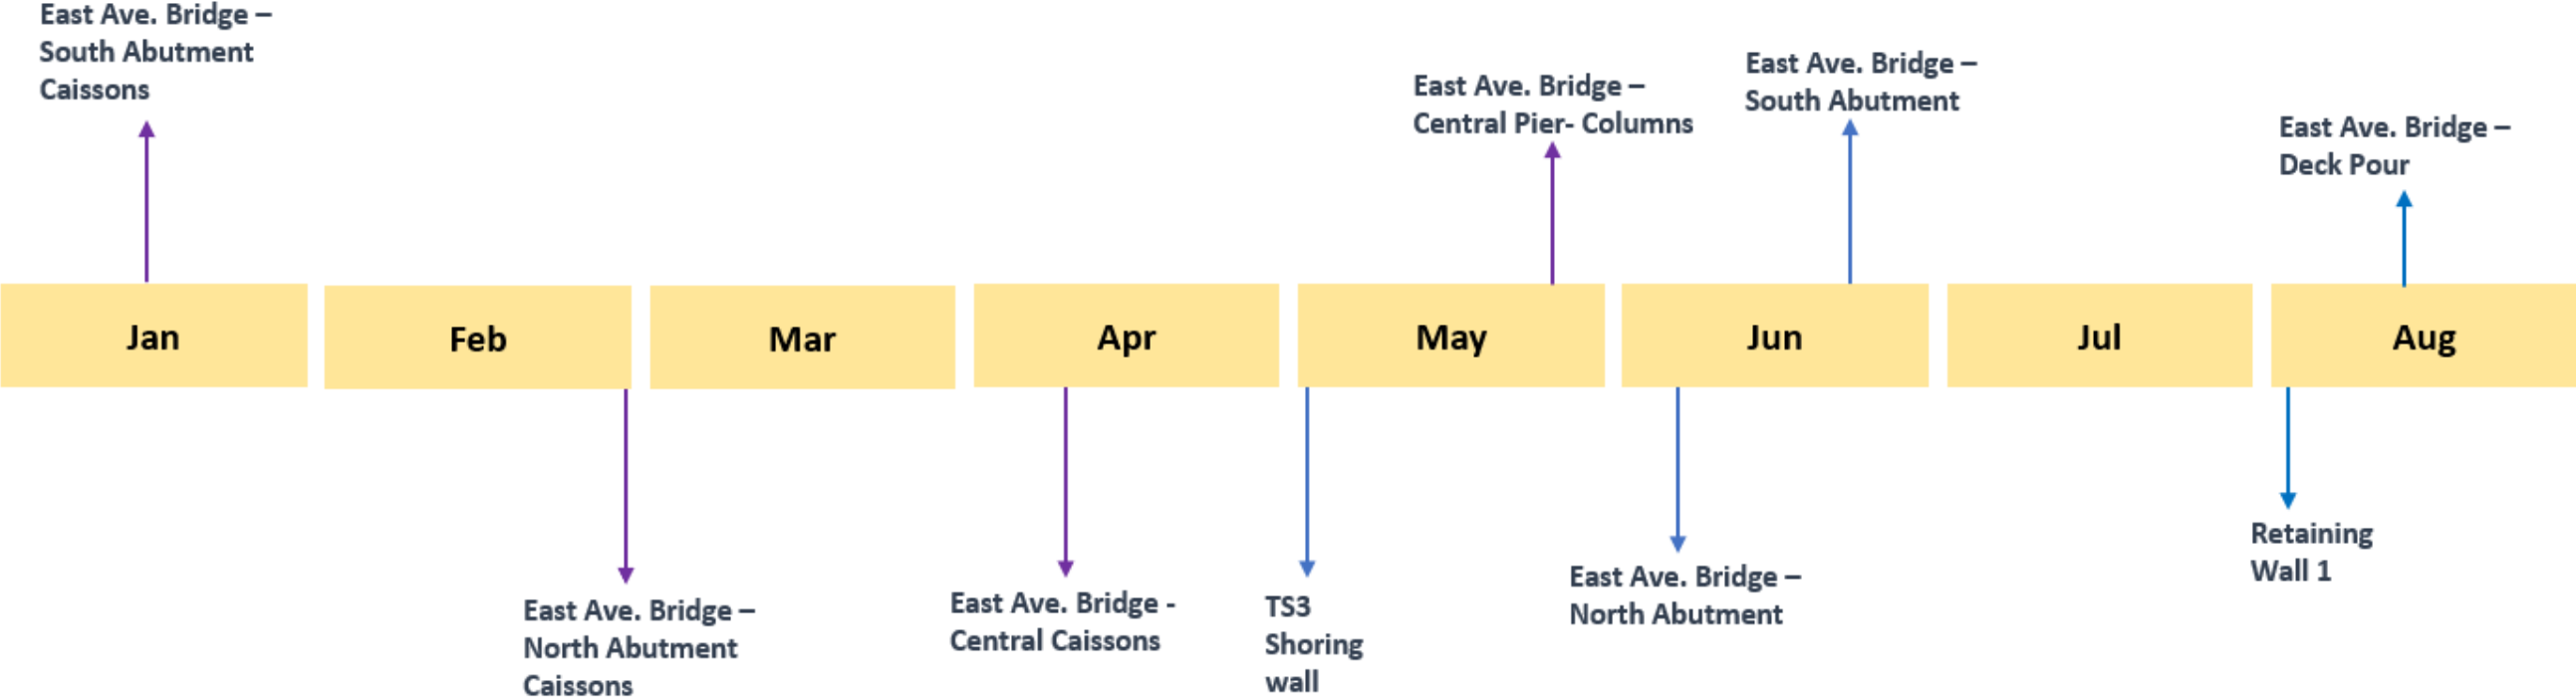 East Ave. Bridge –
South Abutment
Caissons
East Ave. Bridge –
Central Pier- Columns
East Ave. Bridge –
South Abutment
East Ave. Bridge –
Deck Pour
Jan
Feb
Mar
Apr
May
Jun
Jul
Aug
East Ave. Bridge –
North Abutment
Caissons
East Ave. Bridge -
Central Caissons
TS3
Shoring
wall
East Ave. Bridge –
North Abutment
Retaining
Wall 1